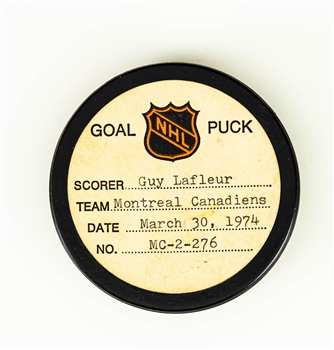 GOAL NHL PUCK
SCORER Guy Lafleur
TEAM Montreal Canadiens
DATE March 30, 1974
NO. MC-2-276